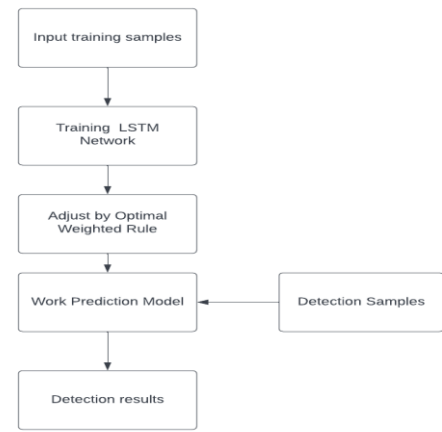 Input training samples
Training LSTM
Network
Adjust by Optimal
Weighted Rule
Work Prediction Model
Detection Samples
Detection results